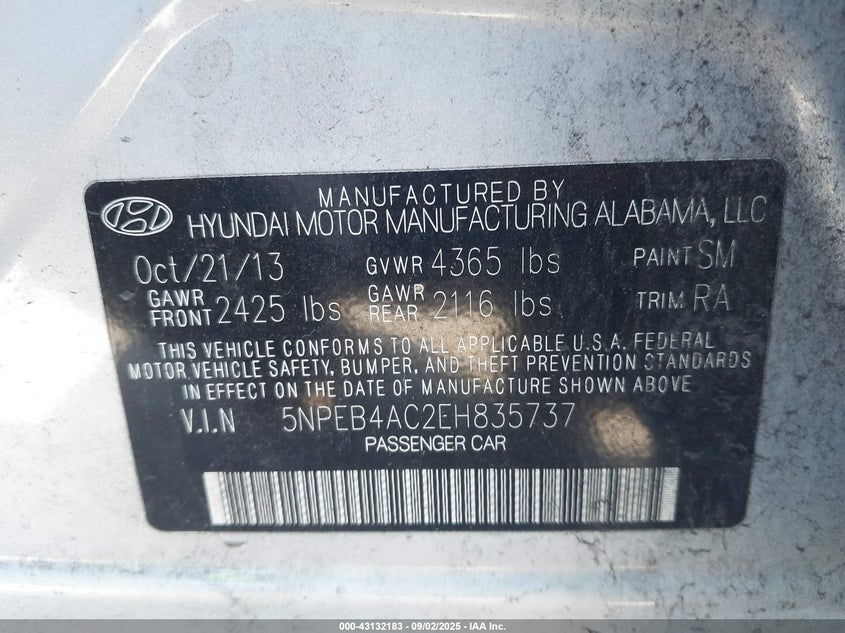 MANUFACTURED BY
HYUNDAI MOTOR MANUFACTURING ALABAMA, LLC
Oct/21/13 GVWR 4365 lbs PAINT SM
GAWR FRONT 2425 lbs GAWR REAR 2116 lbs TRIM RA
THIS VEHICLE CONFORMS TO ALL APPLICABLE U.S.A. FEDERAL
MOTOR VEHICLE SAFETY, BUMPER, AND THEFT PREVENTION STANDARDS
IN EFFECT ON THE DATE OF MANUFACTURE SHOWN ABOVE
V.I.N 5NPEB4AC2EH835737
PASSENGER CAR
000-43132183 - 09/02/2025 - IAA Inc.